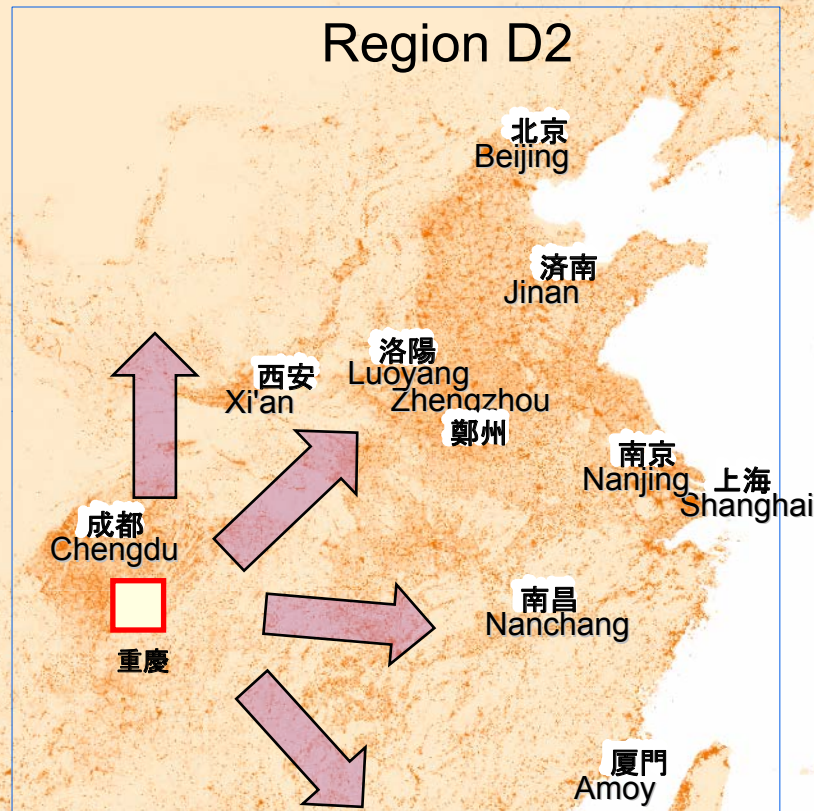 Region D2
北京
Beijing
済南
Jinan
洛陽
Luoyang
西安
Xi'an
Zhengzhou
鄭州
南京
Nanjing
上海
Shanghai
成都
Chengdu
南昌
Nanchang
重慶
厦門
Amoy